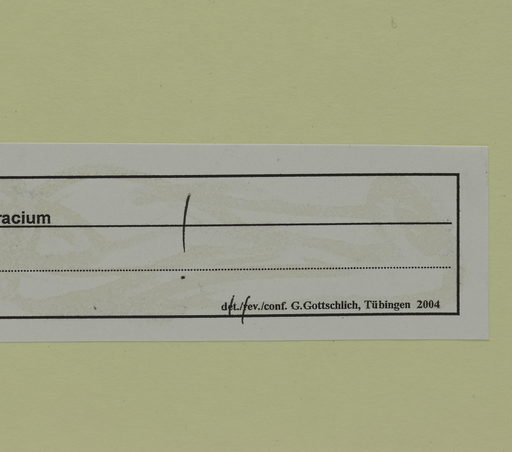 racium !
det./rev./conf. G.Gottschlich, Tübingen 2004